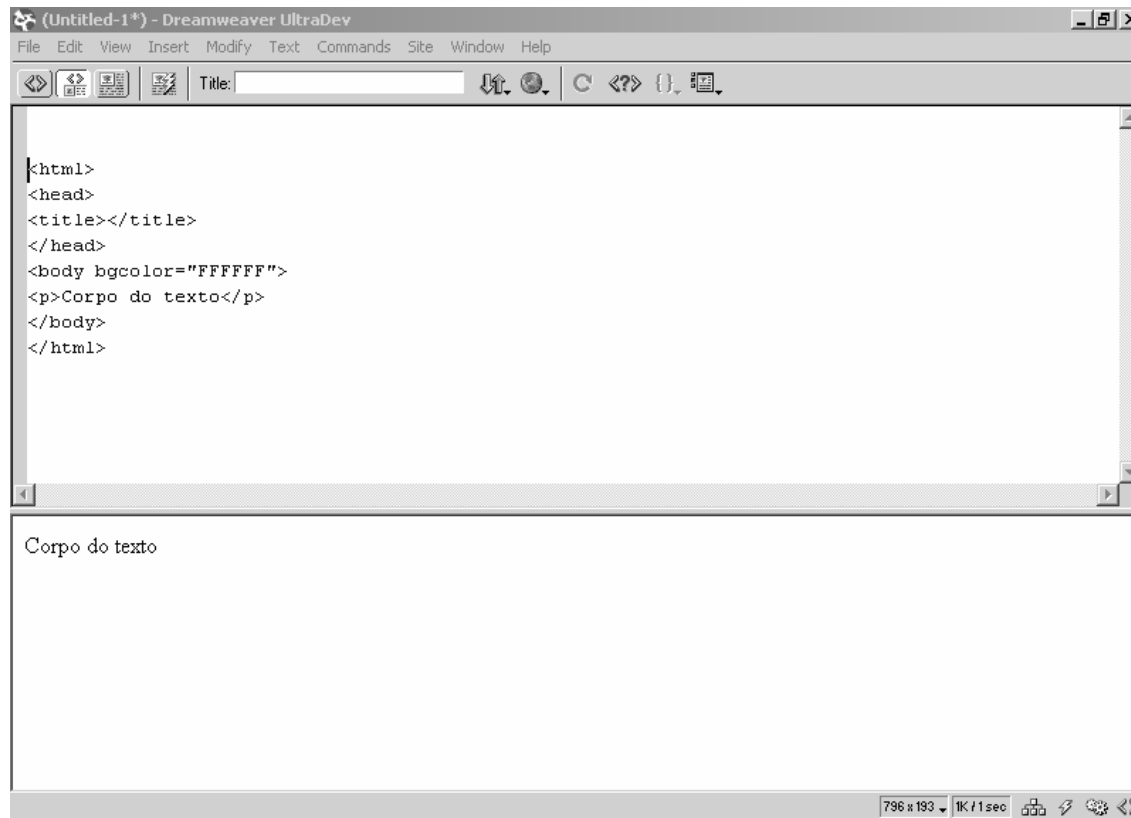 (Untitled-1*) - Dreamweaver UltraDev
File Edit View Insert Modify Text Commands Site Window Help
Title:
<html>
<head>
<title></title>
</head>
<body bgcolor="FFFFFF">
<p>Corpo do texto</p>
</body>
</html>
Corpo do texto
796 x 193 1K / 1 sec